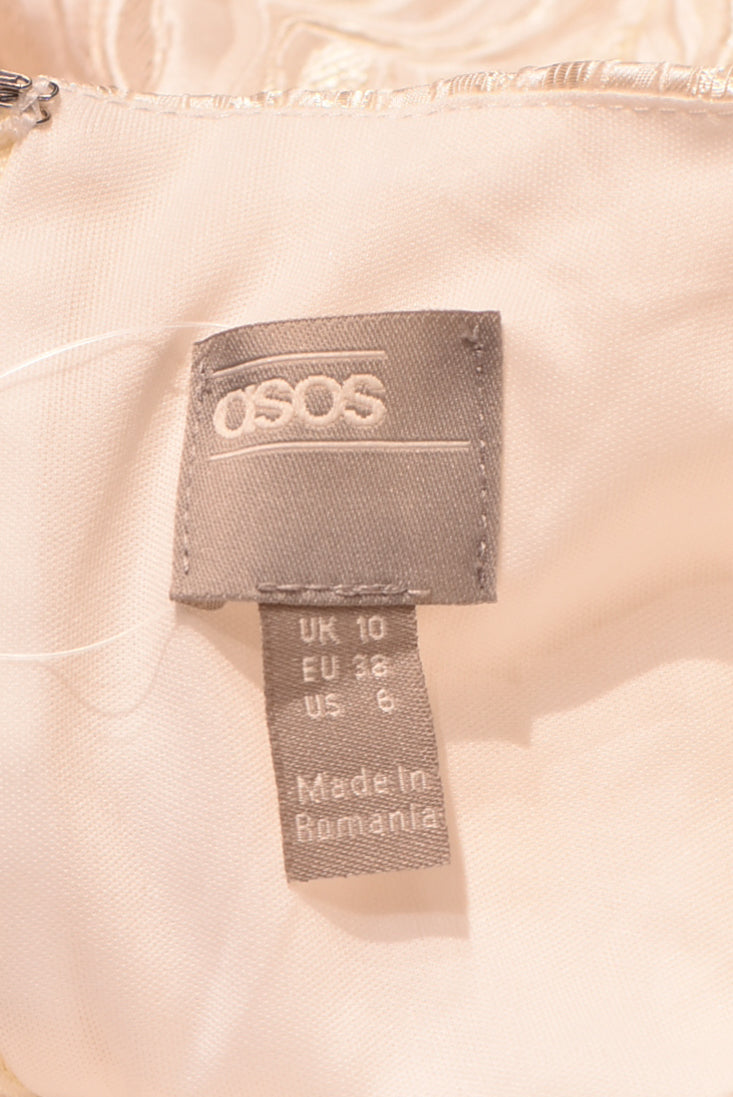 asos
UK 10
EU 38
US 6
Made In
Romania